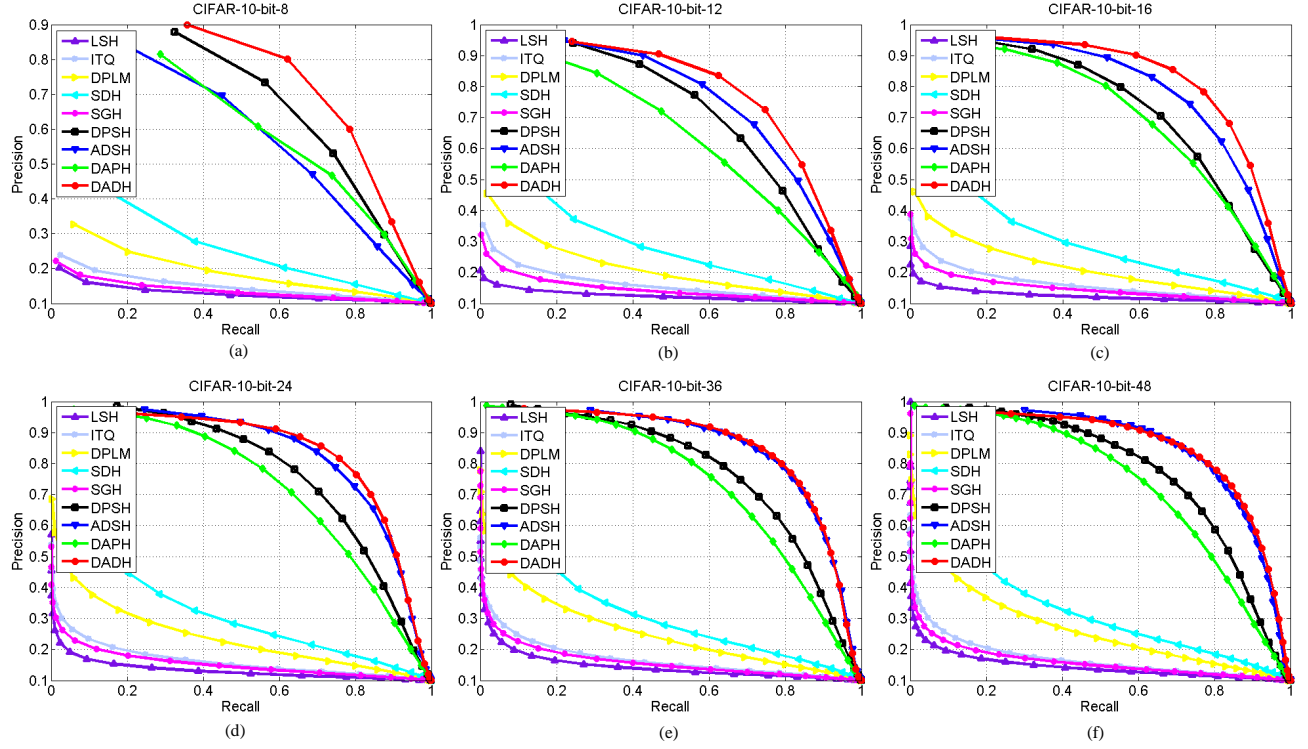 CIFAR-10-bit-8
0.9
0.8
0.7
0.6
0.5
0.4
0.3
0.2
0.1
Precision
LSH
ITQ
DPLM
SDH
SGH
DPSH
ADSH
DAPH
DADH
0 0.2 0.4 0.6 0.8 1
Recall
(a)
CIFAR-10-bit-12
1
0.9
0.8
0.7
0.6
0.5
0.4
0.3
0.2
0.1
Precision
LSH
ITQ
DPLM
SDH
SGH
DPSH
ADSH
DAPH
DADH
0 0.2 0.4 0.6 0.8 1
Recall
(b)
CIFAR-10-bit-16
1
0.9
0.8
0.7
0.6
0.5
0.4
0.3
0.2
0.1
Precision
LSH
ITQ
DPLM
SDH
SGH
DPSH
ADSH
DAPH
DADH
0 0.2 0.4 0.6 0.8 1
Recall
(c)
CIFAR-10-bit-24
1
0.9
0.8
0.7
0.6
0.5
0.4
0.3
0.2
0.1
Precision
LSH
ITQ
DPLM
SDH
SGH
DPSH
ADSH
DAPH
DADH
0 0.2 0.4 0.6 0.8 1
Recall
(d)
CIFAR-10-bit-36
1
0.9
0.8
0.7
0.6
0.5
0.4
0.3
0.2
0.1
Precision
LSH
ITQ
DPLM
SDH
SGH
DPSH
ADSH
DAPH
DADH
0 0.2 0.4 0.6 0.8 1
Recall
(e)
CIFAR-10-bit-48
1
0.9
0.8
0.7
0.6
0.5
0.4
0.3
0.2
0.1
Precision
LSH
ITQ
DPLM
SDH
SGH
DPSH
ADSH
DAPH
DADH
0 0.2 0.4 0.6 0.8 1
Recall
(f)